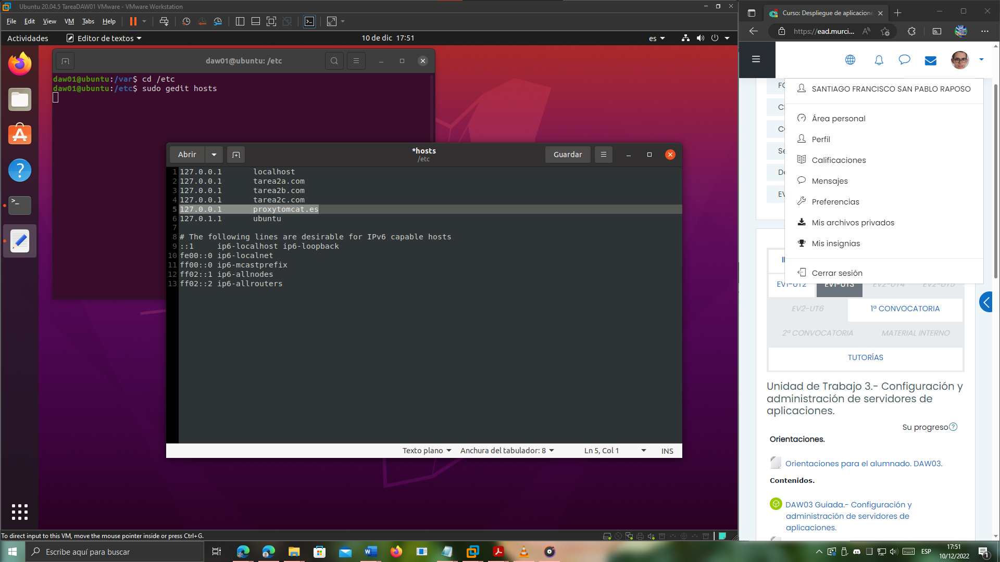 Ubuntu 20.04.5 TareaDAW01 VMware - VMware Workstation
File Edit View VM Tabs Help
Actividades
Editor de textos
10 de dic 17:51
es
daw01@ubuntu: /etc
daw01@ubuntu:/var$ cd /etc
daw01@ubuntu:/etc$ sudo gedit hosts
Abrir
*hosts
/etc
Guardar
1 127.0.0.1 localhost
2 127.0.0.1 tarea2a.com
3 127.0.0.1 tarea2b.com
4 127.0.0.1 tarea2c.com
5 127.0.0.1 proxytomcat.es
6 127.0.1.1 ubuntu
7
8 # The following lines are desirable for IPv6 capable hosts
9 ::1 ip6-localhost ip6-loopback
10 fe00::0 ip6-localnet
11 ff00::0 ip6-mcastprefix
12 ff02::1 ip6-allnodes
13 ff02::2 ip6-allrouters
Texto plano
Anchura del tabulador: 8
Ln 5, Col 1
INS
To direct input to this VM, move the mouse pointer inside or press Ctrl+G.
Curso: Despliegue de aplicacione
https://ead.murci...
SANTIAGO FRANCISCO SAN PABLO RAPOSO
Área personal
Perfil
Calificaciones
Mensajes
Preferencias
Mis archivos privados
Mis insignias
Cerrar sesión
EV1-UT2 EV1-UT3 EV2-UT4 EV2-UT5
EV2-UT6 1ª CONVOCATORIA
2ª CONVOCATORIA MATERIAL INTERNO
TUTORÍAS
Unidad de Trabajo 3.- Configuración y
administración de servidores de
aplicaciones.
Su progreso
Orientaciones.
Orientaciones para el alumnado. DAW03.
Contenidos.
DAW03 Guiada.- Configuración y
administración de servidores de
aplicaciones.
Escribe aquí para buscar
ESP
17:51
10/12/2022
1